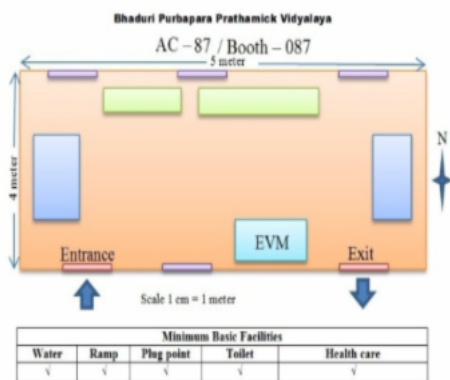 Bhaduri Purbapara Prathamick Vidyalaya
AC – 87 / Booth – 087
5 meter
4 meter
N
EVM
Entrance
Exit
Scale 1 cm = 1 meter
Minimum Basic Facilities
Water Ramp Plug point Toilet Health care
√ √ √ √ √